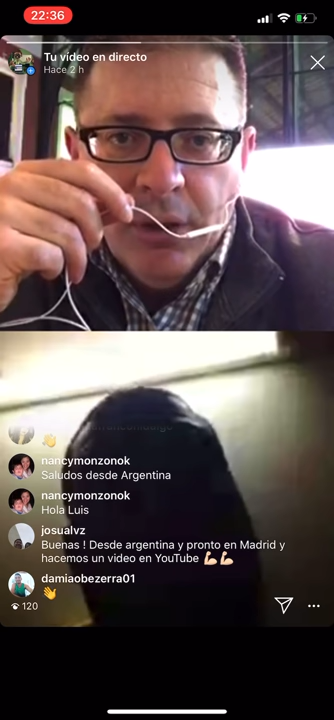 22:36
Tu video en directo
Hace 2 h
👋
nancymonzonok
Saludos desde Argentina
nancymonzonok
Hola Luis
josualvz
Buenas ! Desde argentina y pronto en Madrid y
hacemos un video en YouTube 💪🏻💪🏻
damiaobezerra01
👋
120